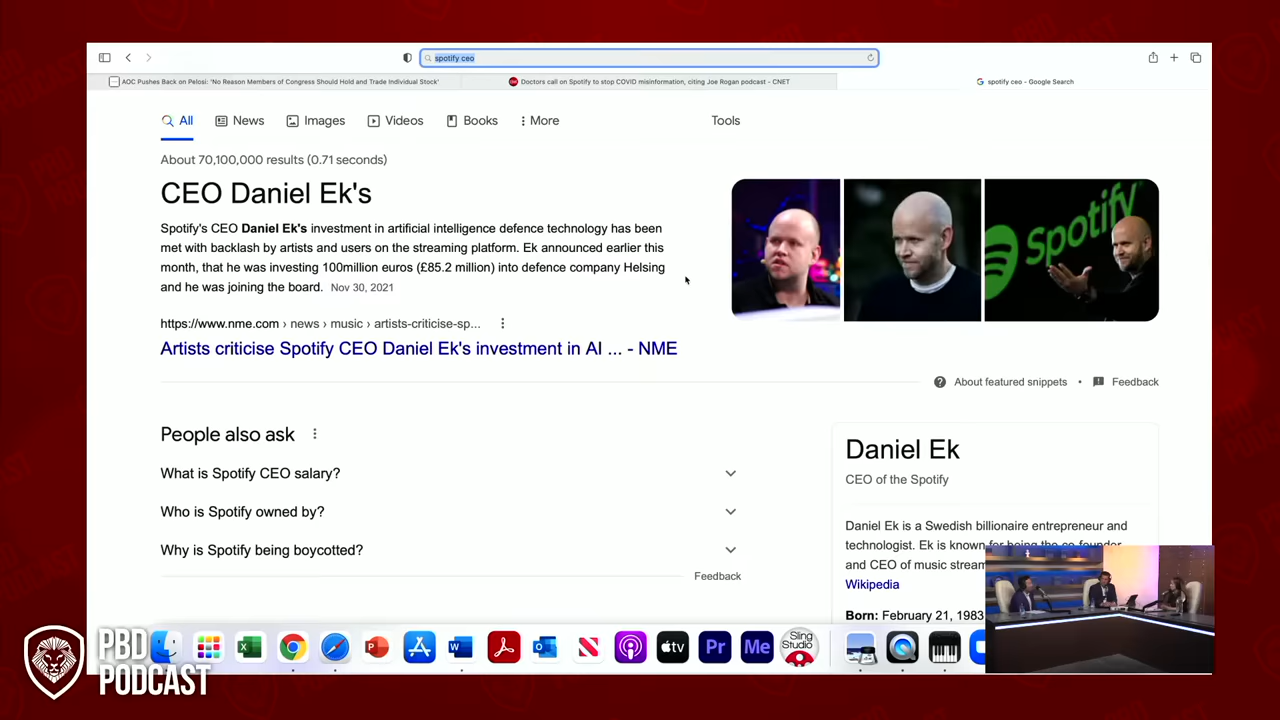 spotify ceo
AOC Pushes Back on Pelosi: 'No Reason Members of Congress Should Hold and Trade Individual Stock'
Doctors call on Spotify to stop COVID misinformation, citing Joe Rogan podcast - CNET
spotify ceo - Google Search
All
News
Images
Videos
Books
More
Tools
About 70,100,000 results (0.71 seconds)
CEO Daniel Ek's
Spotify's CEO Daniel Ek's investment in artificial intelligence defence technology has been
met with backlash by artists and users on the streaming platform. Ek announced earlier this
month, that he was investing 100million euros (£85.2 million) into defence company Helsing
and he was joining the board. Nov 30, 2021
https://www.nme.com › news › music › artists-criticise-sp...
Artists criticise Spotify CEO Daniel Ek's investment in AI ... - NME
Spotify
About featured snippets • Feedback
People also ask
What is Spotify CEO salary?
Who is Spotify owned by?
Why is Spotify being boycotted?
Feedback
Daniel Ek
CEO of the Spotify
Daniel Ek is a Swedish billionaire entrepreneur and
technologist. Ek is known for being the co-founder
and CEO of music stream
Wikipedia
Born: February 21, 1983
tv
Pr
Me
Sling
Studio
PBD
PODCAST